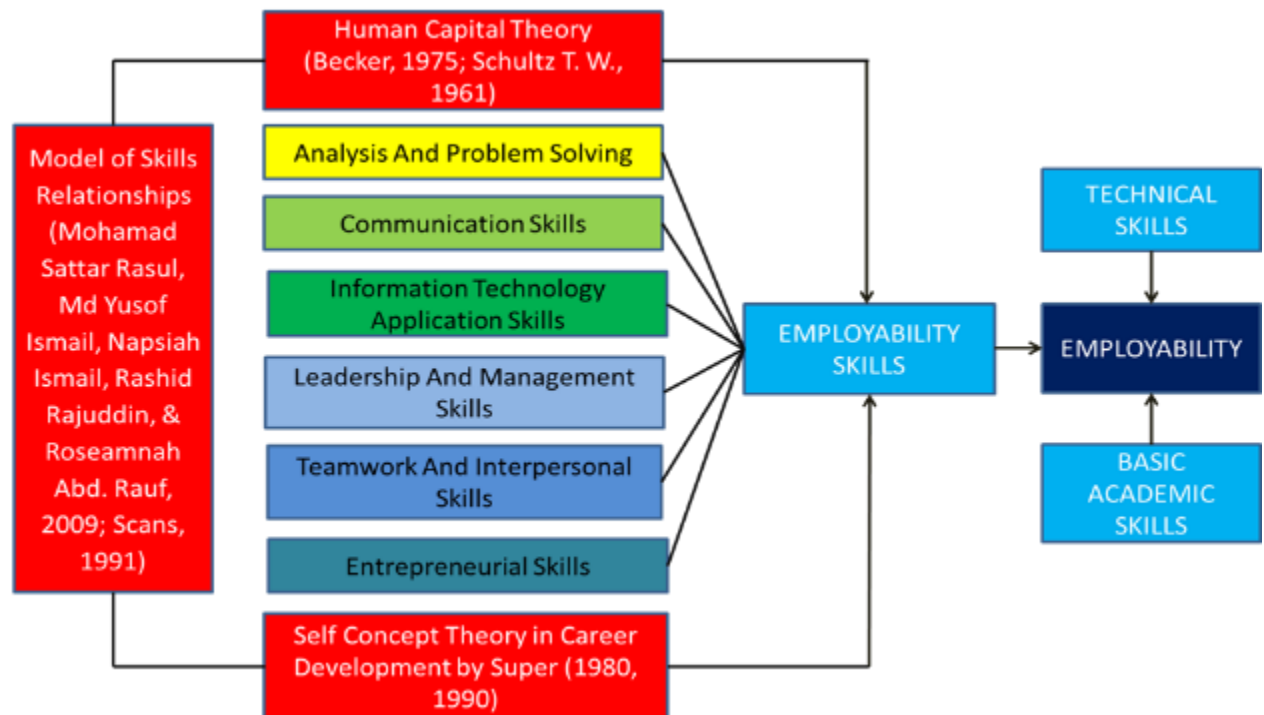 Human Capital Theory
(Becker, 1975; Schultz T. W.,
1961)
Model of Skills
Relationships
(Mohamad
Sattar Rasul,
Md Yusof
Ismail, Napsiah
Ismail, Rashid
Rajuddin, &
Roseamnah
Abd. Rauf,
2009; Scans,
1991)
Analysis And Problem Solving
Communication Skills
Information Technology
Application Skills
Leadership And Management
Skills
Teamwork And Interpersonal
Skills
Entrepreneurial Skills
Self Concept Theory in Career
Development by Super (1980,
1990)
EMPLOYABILITY
SKILLS
TECHNICAL
SKILLS
EMPLOYABILITY
BASIC
ACADEMIC
SKILLS